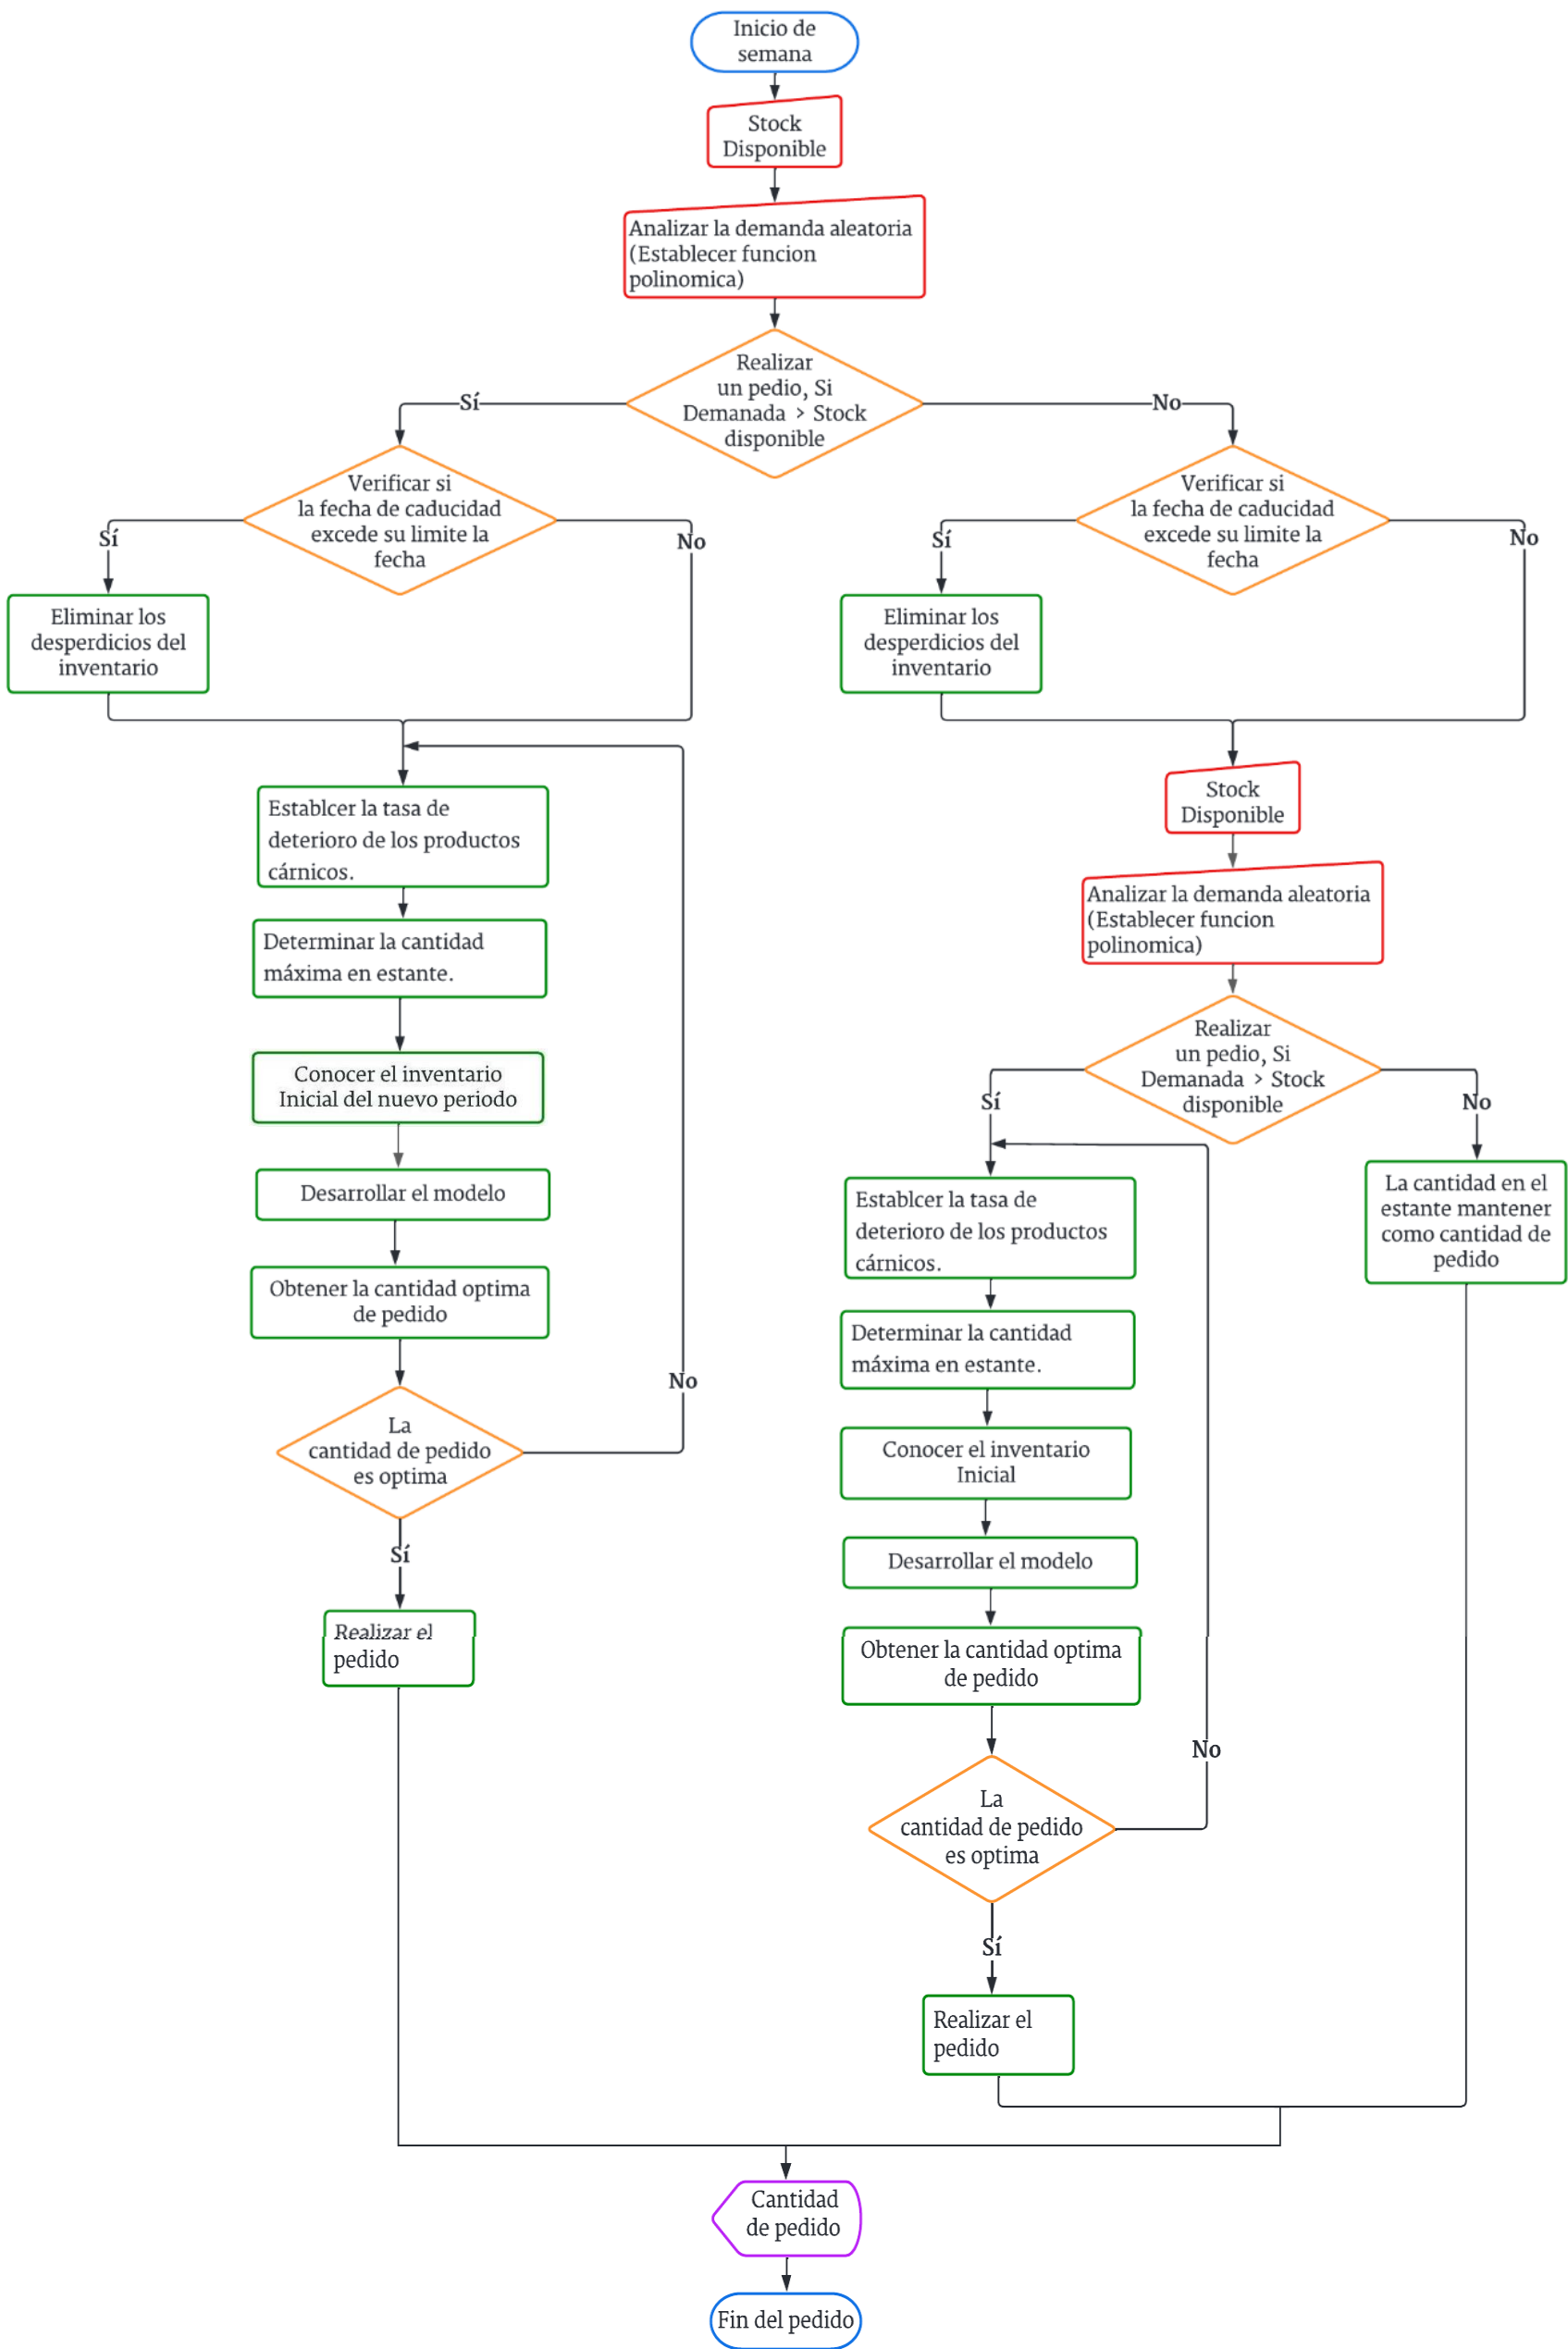 Inicio de
semana
Stock
Disponible
Analizar la demanda aleatoria
(Establecer funcion
polinomica)
Realizar
un pedio, Si
Demanada > Stock
disponible
Sí
No
Verificar si
la fecha de caducidad
excede su limite la
fecha
Sí
No
Eliminar los
desperdicios del
inventario
Establcer la tasa de
deterioro de los productos
cárnicos.
Determinar la cantidad
máxima en estante.
Conocer el inventario
Inicial del nuevo periodo
Desarrollar el modelo
Obtener la cantidad optima
de pedido
La
cantidad de pedido
es optima
No
Sí
Realizar el
pedido
Verificar si
la fecha de caducidad
excede su limite la
fecha
Sí
No
Eliminar los
desperdicios del
inventario
Stock
Disponible
Analizar la demanda aleatoria
(Establecer funcion
polinomica)
Realizar
un pedio, Si
Demanada > Stock
disponible
Sí
No
La cantidad en el
estante mantener
como cantidad de
pedido
Establcer la tasa de
deterioro de los productos
cárnicos.
Determinar la cantidad
máxima en estante.
Conocer el inventario
Inicial
Desarrollar el modelo
Obtener la cantidad optima
de pedido
La
cantidad de pedido
es optima
No
Sí
Realizar el
pedido
Cantidad
de pedido
Fin del pedido